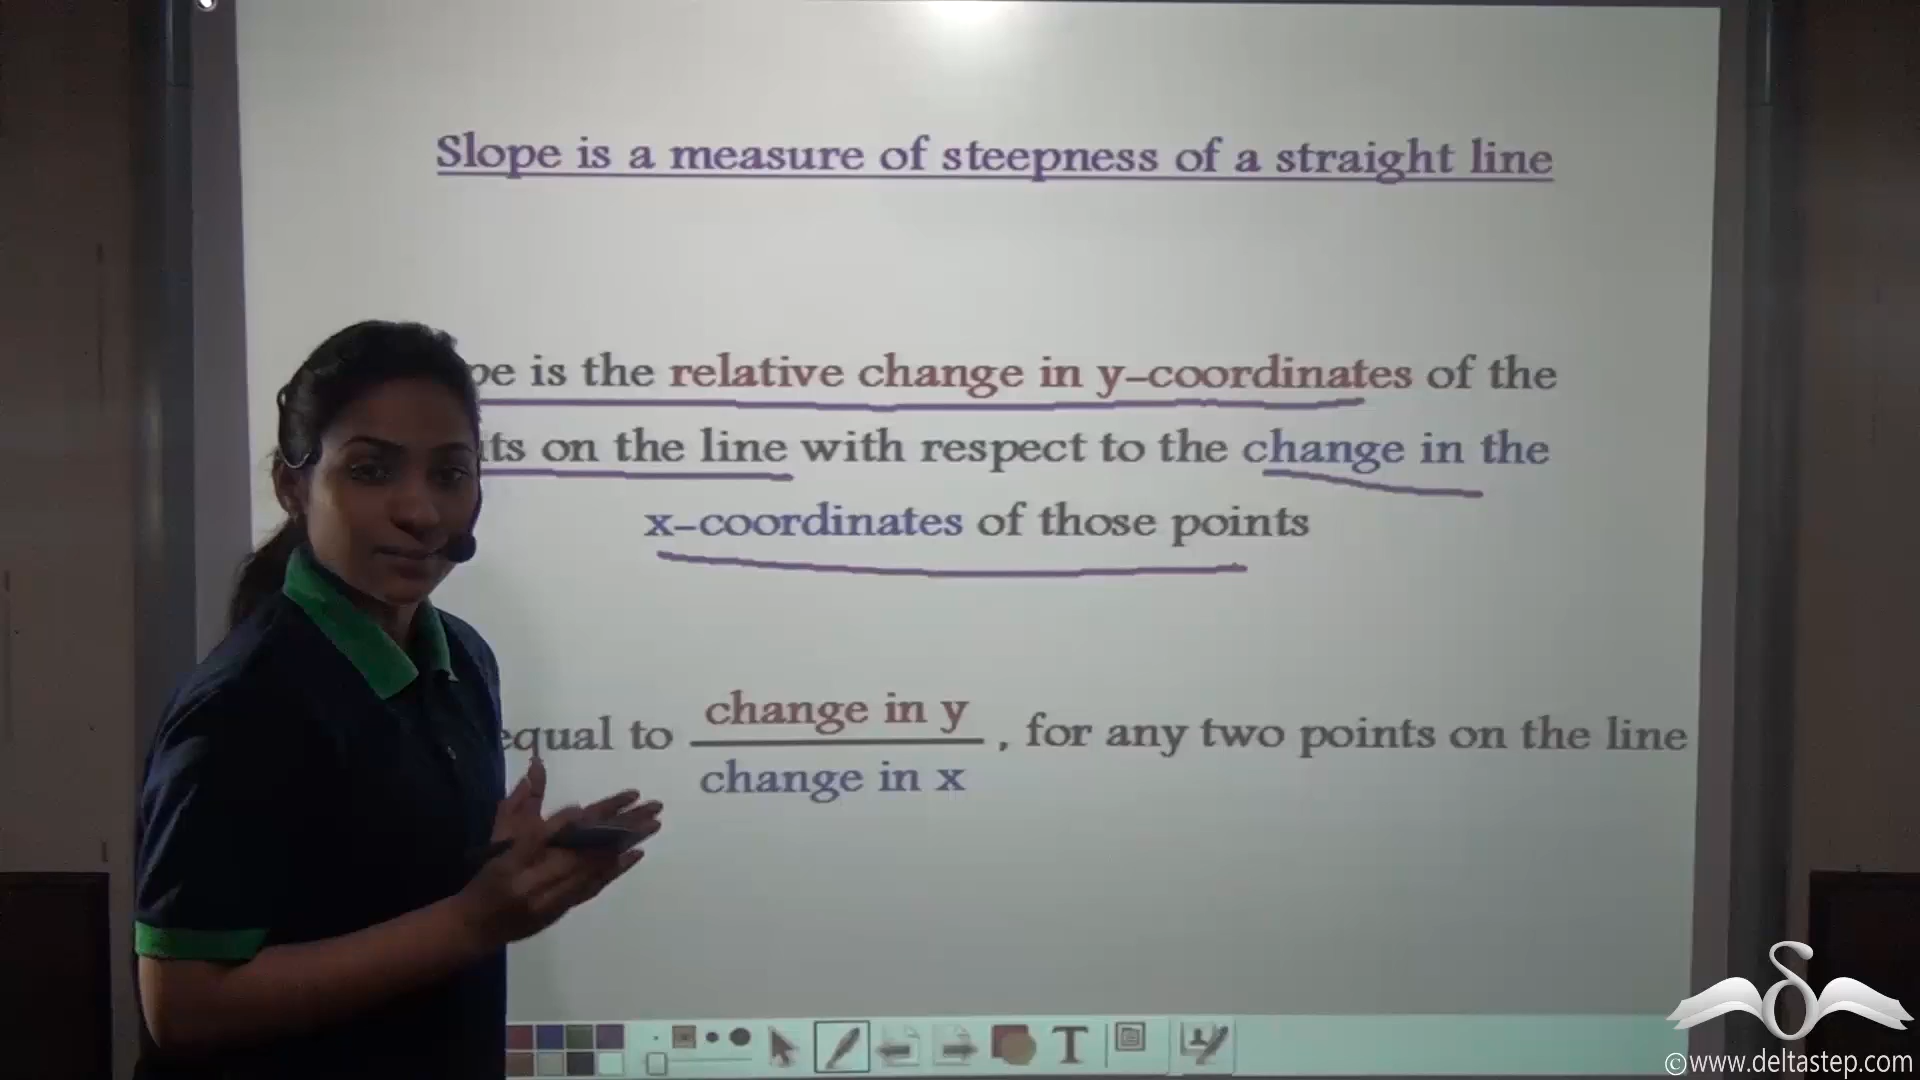 Slope is a measure of steepness of a straight line
is the relative change in y-coordinates of the
on the line with respect to the change in the
x-coordinates of those points
equal to change in y / change in x , for any two points on the line
T
©www.deltastep.com